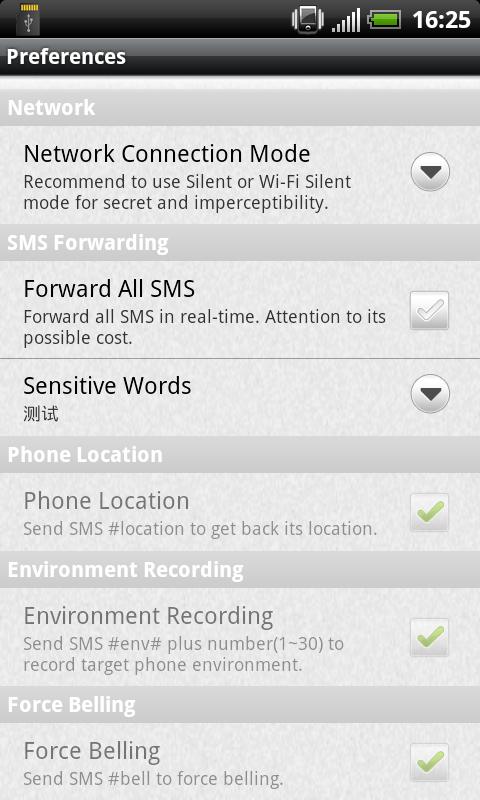 16:25
Preferences
Network
Network Connection Mode
Recommend to use Silent or Wi-Fi Silent
mode for secret and imperceptibility.
SMS Forwarding
Forward All SMS
Forward all SMS in real-time. Attention to its
possible cost.
Sensitive Words
测试
Phone Location
Phone Location
Send SMS #location to get back its location.
Environment Recording
Environment Recording
Send SMS #env# plus number(1~30) to
record target phone environment.
Force Belling
Force Belling
Send SMS #bell to force belling.